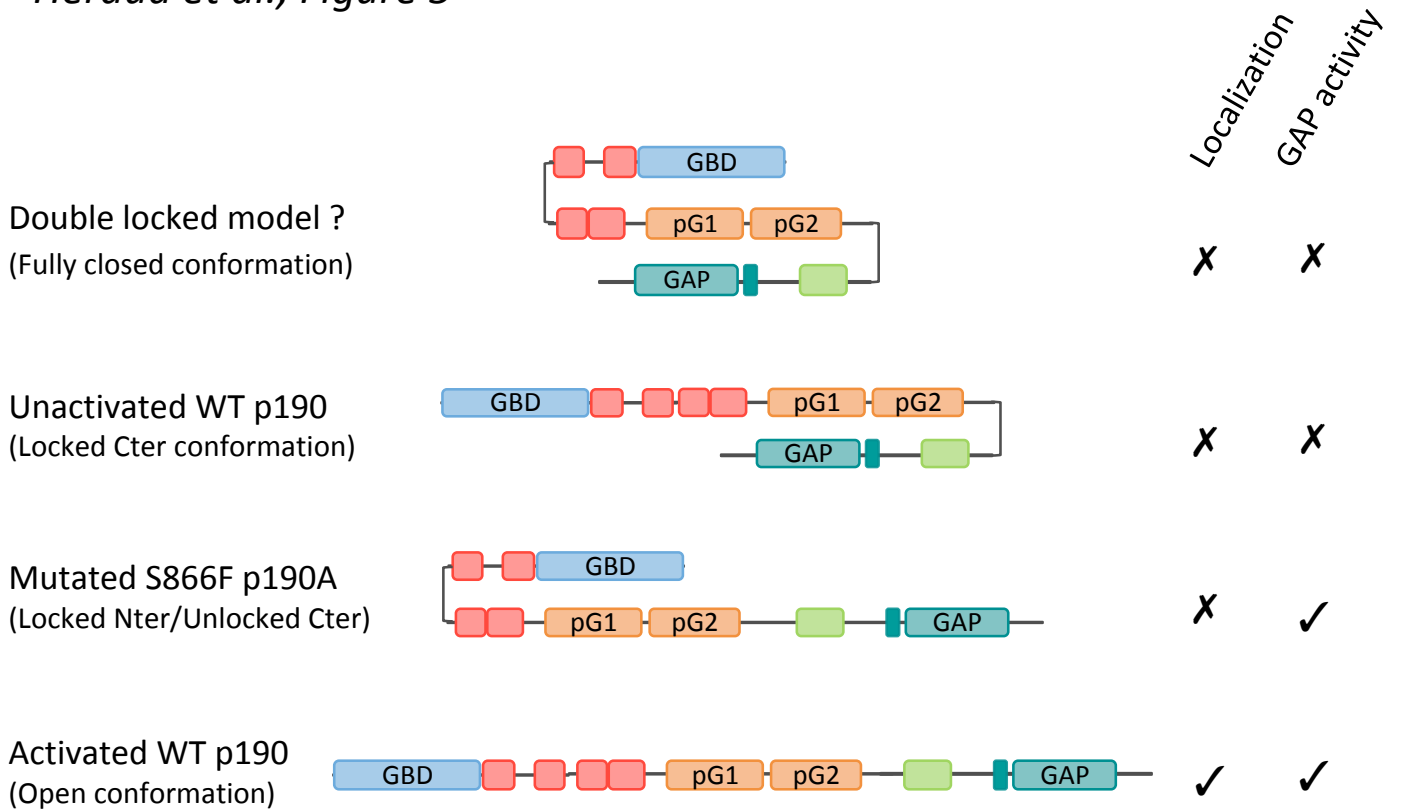 Localization
GAP activity
GBD
Double locked model ?
pG1 pG2
(Fully closed conformation)
✗ ✗
GAP
Unactivated WT p190
GBD pG1 pG2
(Locked Cter conformation)
✗ ✗
GAP
Mutated S866F p190A
GBD
(Locked Nter/Unlocked Cter)
pG1 pG2 GAP
✗ ✓
Activated WT p190
GBD pG1 pG2 GAP
(Open conformation)
✓ ✓